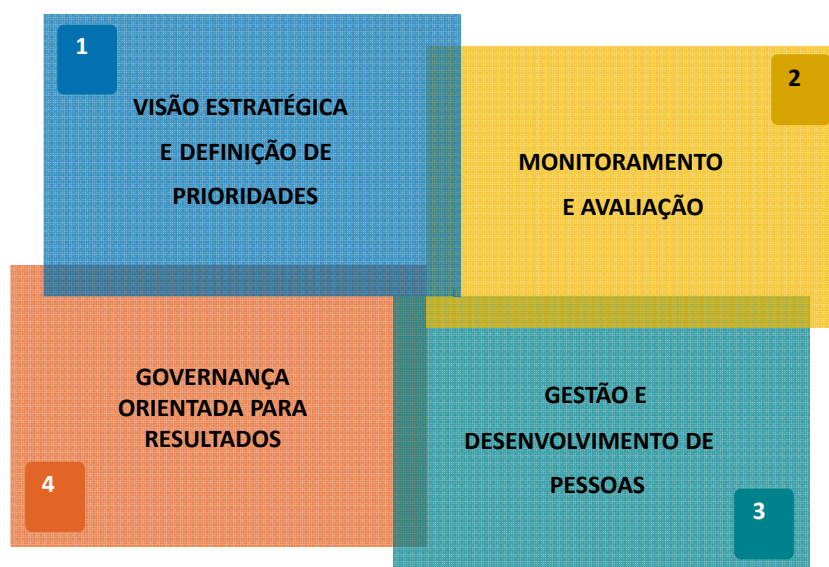 1
VISÃO ESTRATÉGICA
E DEFINIÇÃO DE
PRIORIDADES
2
MONITORAMENTO
E AVALIAÇÃO
3
GESTÃO E
DESENVOLVIMENTO DE
PESSOAS
4
GOVERNANÇA
ORIENTADA PARA
RESULTADOS